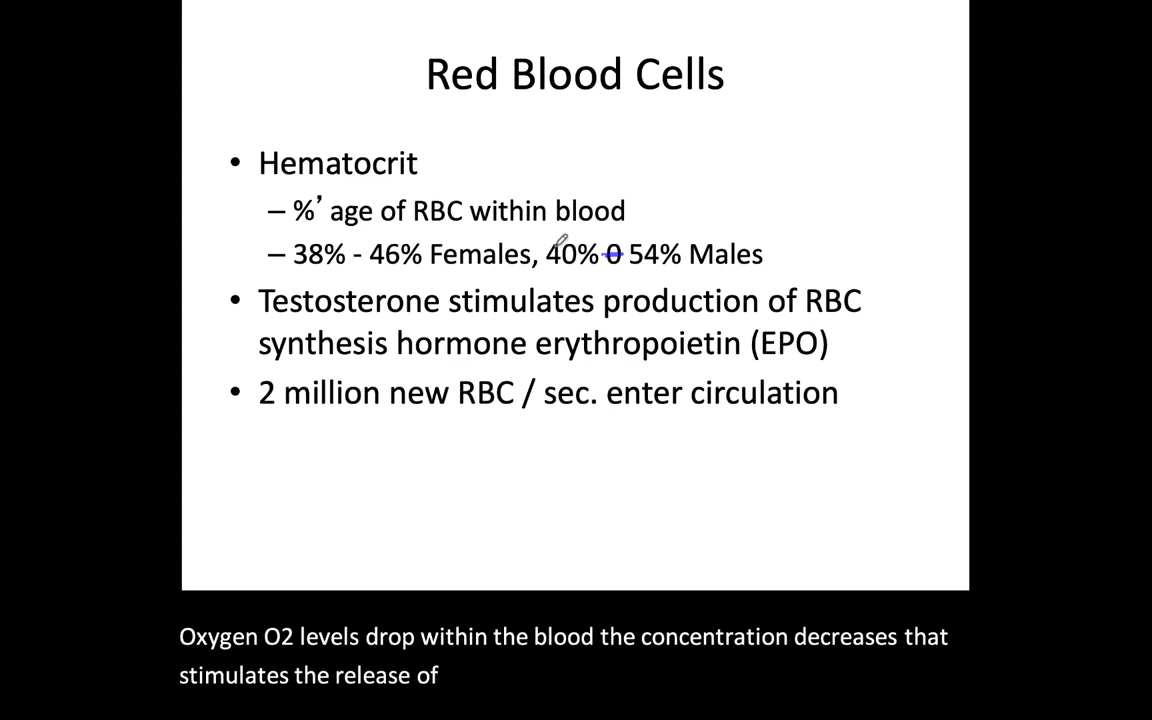 Red Blood Cells
• Hematocrit
– %’ age of RBC within blood
– 38% - 46% Females, 40% 0 54% Males
• Testosterone stimulates production of RBC
synthesis hormone erythropoietin (EPO)
• 2 million new RBC / sec. enter circulation
Oxygen O2 levels drop within the blood the concentration decreases that
stimulates the release of